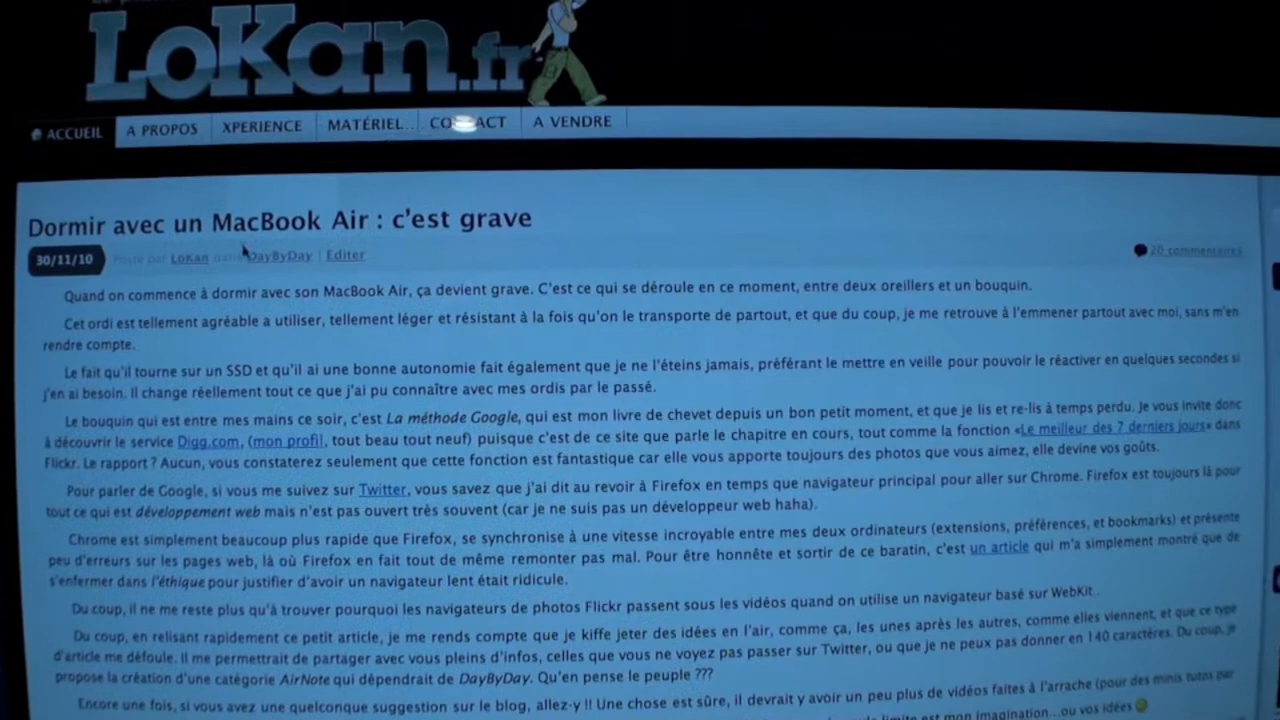 LoKan.fr
ACCUEIL A PROPOS XPERIENCE MATÉRIEL... CONTACT A VENDRE
Dormir avec un MacBook Air : c'est grave
30/11/10 Posté par LoKan dans DayByDay | Editer 20 commentaires
Quand on commence à dormir avec son MacBook Air, ça devient grave. C'est ce qui se déroule en ce moment, entre deux oreillers et un bouquin.
Cet ordi est tellement agréable a utiliser, tellement léger et résistant à la fois qu'on le transporte de partout, et que du coup, je me retrouve à l'emmener partout avec moi, sans m'en
rendre compte.
Le fait qu'il tourne sur un SSD et qu'il ai une bonne autonomie fait également que je ne l'éteins jamais, préférant le mettre en veille pour pouvoir le réactiver en quelques secondes si
j'en ai besoin. Il change réellement tout ce que j'ai pu connaître avec mes ordis par le passé.
Le bouquin qui est entre mes mains ce soir, c'est La méthode Google, qui est mon livre de chevet depuis un bon petit moment, et que je lis et re-lis à temps perdu. Je vous invite donc
à découvrir le service Digg.com, (mon profil, tout beau tout neuf) puisque c'est de ce site que parle le chapitre en cours, tout comme la fonction «Le meilleur des 7 derniers jours» dans
Flickr. Le rapport ? Aucun, vous constaterez seulement que cette fonction est fantastique car elle vous apporte toujours des photos que vous aimez, elle devine vos goûts.
Pour parler de Google, si vous me suivez sur Twitter, vous savez que j'ai dit au revoir à Firefox en temps que navigateur principal pour aller sur Chrome. Firefox est toujours là pour
tout ce qui est développement web mais n'est pas ouvert très souvent (car je ne suis pas un développeur web haha).
Chrome est simplement beaucoup plus rapide que Firefox, se synchronise à une vitesse incroyable entre mes deux ordinateurs (extensions, préférences, et bookmarks) et présente
peu d'erreurs sur les pages web, là où Firefox en fait tout de même remonter pas mal. Pour être honnête et sortir de ce baratin, c'est un article qui m'a simplement montré que de
s'enfermer dans l'éthique pour justifier d'avoir un navigateur lent était ridicule.
Du coup, il ne me reste plus qu'à trouver pourquoi les navigateurs de photos Flickr passent sous les vidéos quand on utilise un navigateur basé sur WebKit..
Du coup, en relisant rapidement ce petit article, je me rends compte que je kiffe jeter des idées en l'air, comme ça, les unes après les autres, comme elles viennent, et que ce type
d'article me défoule. Il me permetrait de partager avec vous pleins d'infos, celles que vous ne voyez pas passer sur Twitter, ou que je ne peux pas donner en 140 caractères. Du coup, je
propose la création d'une catégorie AirNote qui dépendrait de DayByDay. Qu'en pense le peuple ???
Encore une fois, si vous avez une quelconque suggestion sur le blog, allez-y !! Une chose est sûre, il devrait y avoir un peu plus de vidéos faites à l'arrache (pour des minis tutos par
limite est mon imagination...ou vos idées